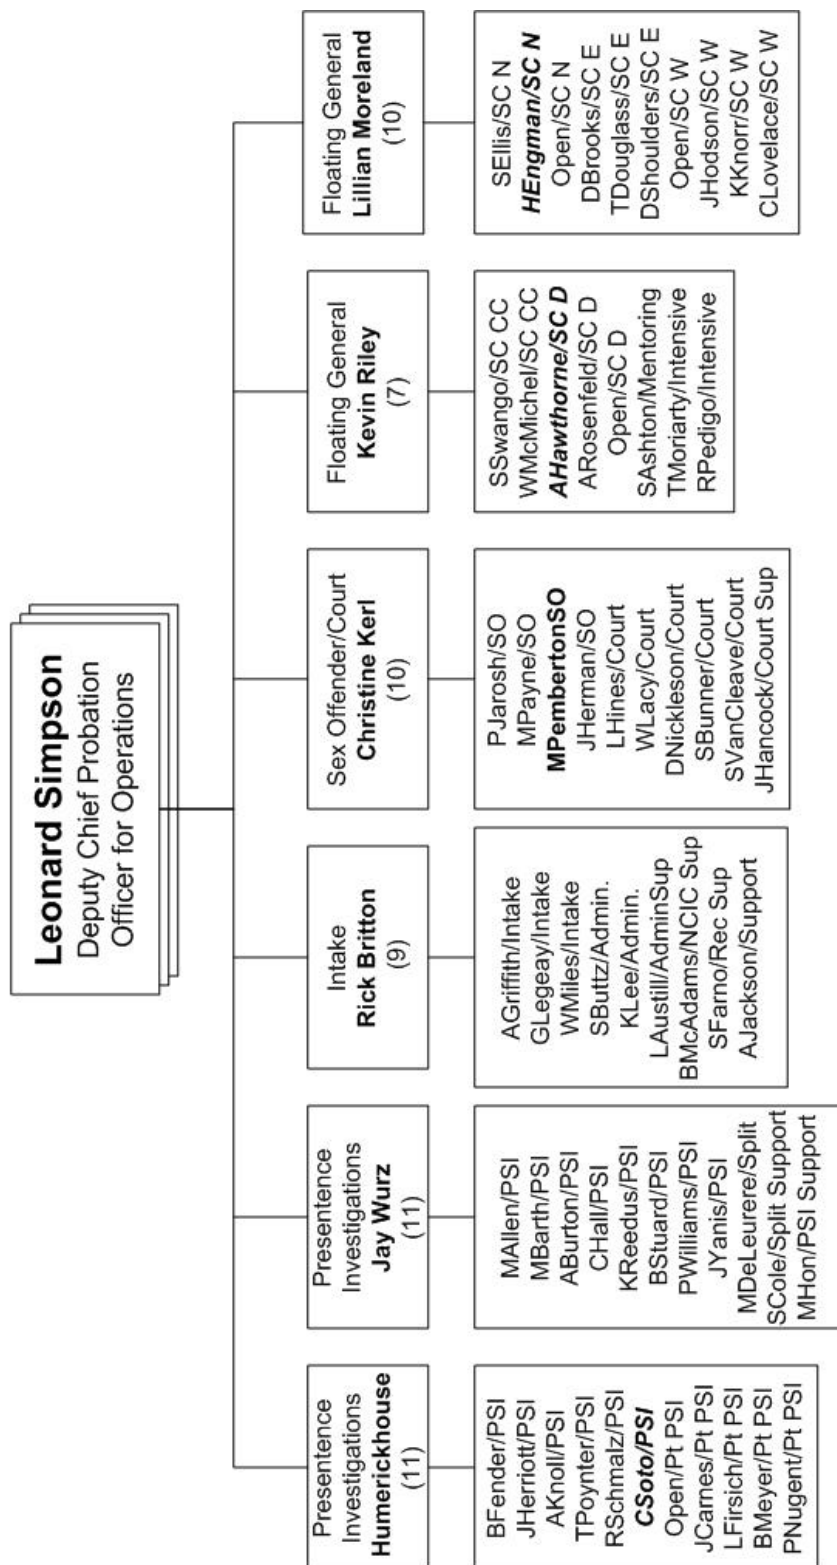 Leonard Simpson
Deputy Chief Probation
Officer for Operations
Presentence
Investigations
Humerickhouse
(11)
BFender/PSI
JHerriott/PSI
AKnoll/PSI
TPoynter/PSI
RSchmalz/PSI
CSoto/PSI
Open/Pt PSI
JCarnes/Pt PSI
LFirsich/Pt PSI
BMeyer/Pt PSI
PNugent/Pt PSI
Presentence
Investigations
Jay Wurz
(11)
MAllen/PSI
MBarth/PSI
ABurton/PSI
CHall/PSI
KReedus/PSI
BStuard/PSI
PWilliams/PSI
JYanis/PSI
MDeLeurere/Split
SCole/Split Support
MHon/PSI Support
Intake
Rick Britton
(9)
AGriffith/Intake
GLegeay/Intake
WMiles/Intake
SButtz/Admin.
KLee/Admin.
LAustill/AdminSup
BMcAdams/NCIC Sup
SFarno/Rec Sup
AJackson/Support
Sex Offender/Court
Christine Kerl
(10)
PJarosh/SO
MPayne/SO
MPembertonSO
JHerman/SO
LHines/Court
WLacy/Court
DNickleson/Court
SBunner/Court
SVanCleave/Court
JHancock/Court Sup
Floating General
Kevin Riley
(7)
SSwango/SC CC
WMcMichel/SC CC
AHawthorne/SC D
ARosenfeld/SC D
Open/SC D
SAshton/Mentoring
TMoriarty/Intensive
RPedigo/Intensive
Floating General
Lillian Moreland
(10)
SEllis/SC N
HEngman/SC N
Open/SC N
DBrooks/SC E
TDouglass/SC E
DShoulders/SC E
Open/SC W
JHodson/SC W
KKnorr/SC W
CLovelace/SC W